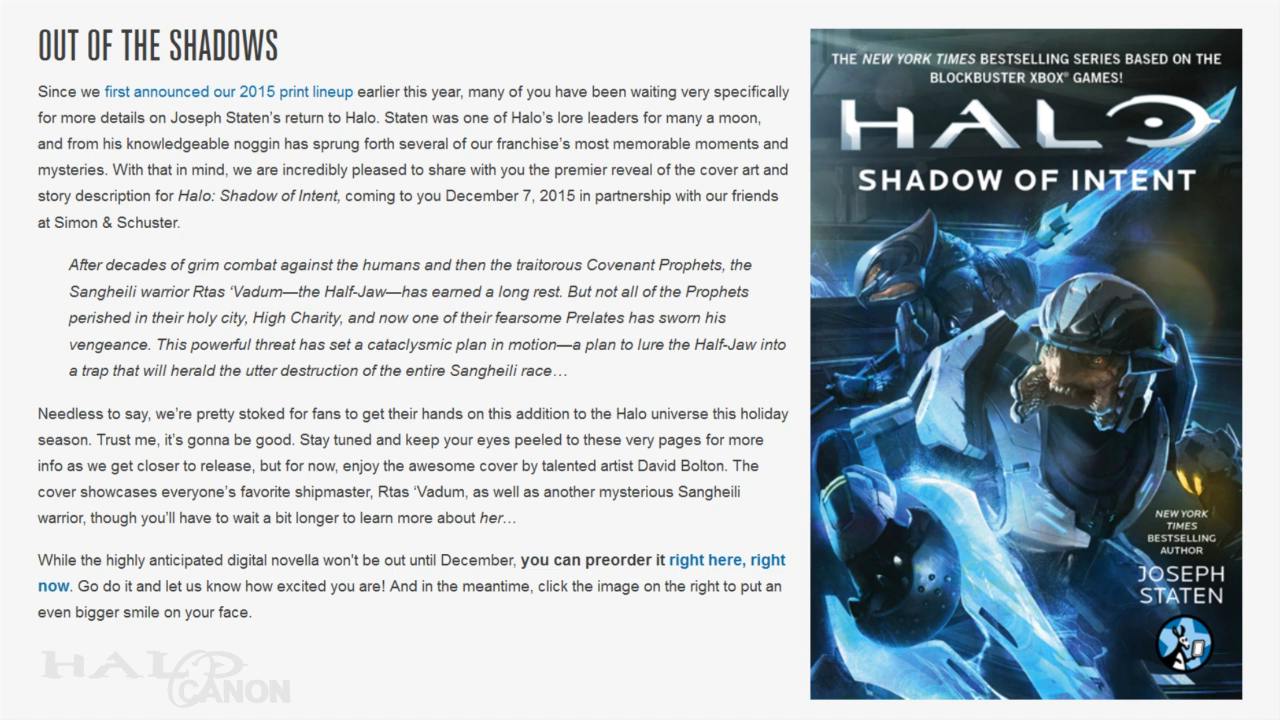 OUT OF THE SHADOWS
Since we first announced our 2015 print lineup earlier this year, many of you have been waiting very specifically
for more details on Joseph Staten’s return to Halo. Staten was one of Halo’s lore leaders for many a moon,
and from his knowledgeable noggin has sprung forth several of our franchise’s most memorable moments and
mysteries. With that in mind, we are incredibly pleased to share with you the premier reveal of the cover art and
story description for Halo: Shadow of Intent, coming to you December 7, 2015 in partnership with our friends
at Simon & Schuster.
After decades of grim combat against the humans and then the traitorous Covenant Prophets, the
Sangheili warrior Rtas ‘Vadum—the Half-Jaw—has earned a long rest. But not all of the Prophets
perished in their holy city, High Charity, and now one of their fearsome Prelates has sworn his
vengeance. This powerful threat has set a cataclysmic plan in motion—a plan to lure the Half-Jaw into
a trap that will herald the utter destruction of the entire Sangheili race…
Needless to say, we’re pretty stoked for fans to get their hands on this addition to the Halo universe this holiday
season. Trust me, it’s gonna be good. Stay tuned and keep your eyes peeled to these very pages for more
info as we get closer to release, but for now, enjoy the awesome cover by talented artist David Bolton. The
cover showcases everyone’s favorite shipmaster, Rtas ‘Vadum, as well as another mysterious Sangheili
warrior, though you’ll have to wait a bit longer to learn more about her…
While the highly anticipated digital novella won't be out until December, you can preorder it right here, right
now. Go do it and let us know how excited you are! And in the meantime, click the image on the right to put an
even bigger smile on your face.
HALO
CANON
THE NEW YORK TIMES BESTSELLING SERIES BASED ON THE
BLOCKBUSTER XBOX® GAMES!
HALO
SHADOW OF INTENT
NEW YORK
TIMES
BESTSELLING
AUTHOR
JOSEPH
STATEN